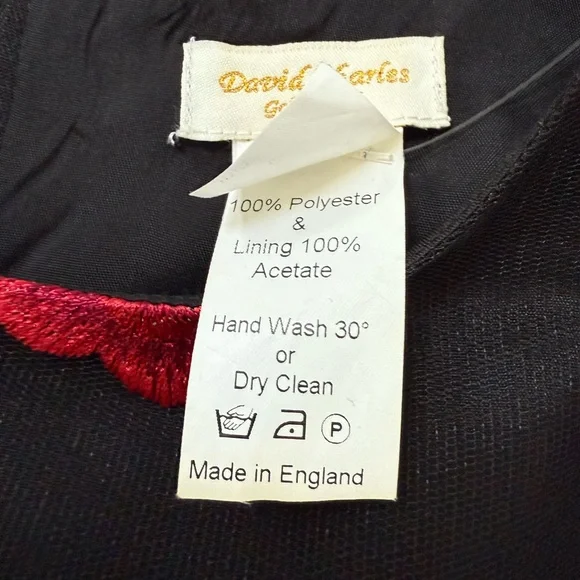 David
100% Polyester
&
Lining 100%
Acetate
Hand Wash 30°
or
Dry Clean
P
Made in England